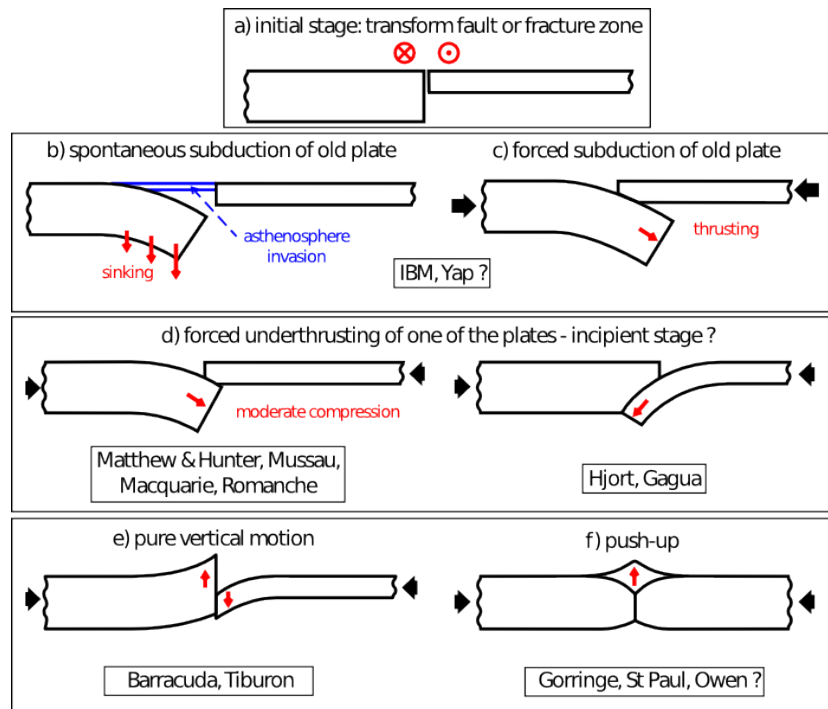 a) initial stage: transform fault or fracture zone
b) spontaneous subduction of old plate
c) forced subduction of old plate
sinking
asthenosphere
invasion
thrusting
IBM, Yap ?
d) forced underthrusting of one of the plates - incipient stage ?
moderate compression
Matthew & Hunter, Mussau,
Macquarie, Romanche
Hjort, Gagua
e) pure vertical motion
f) push-up
Barracuda, Tiburon
Gorringe, St Paul, Owen ?